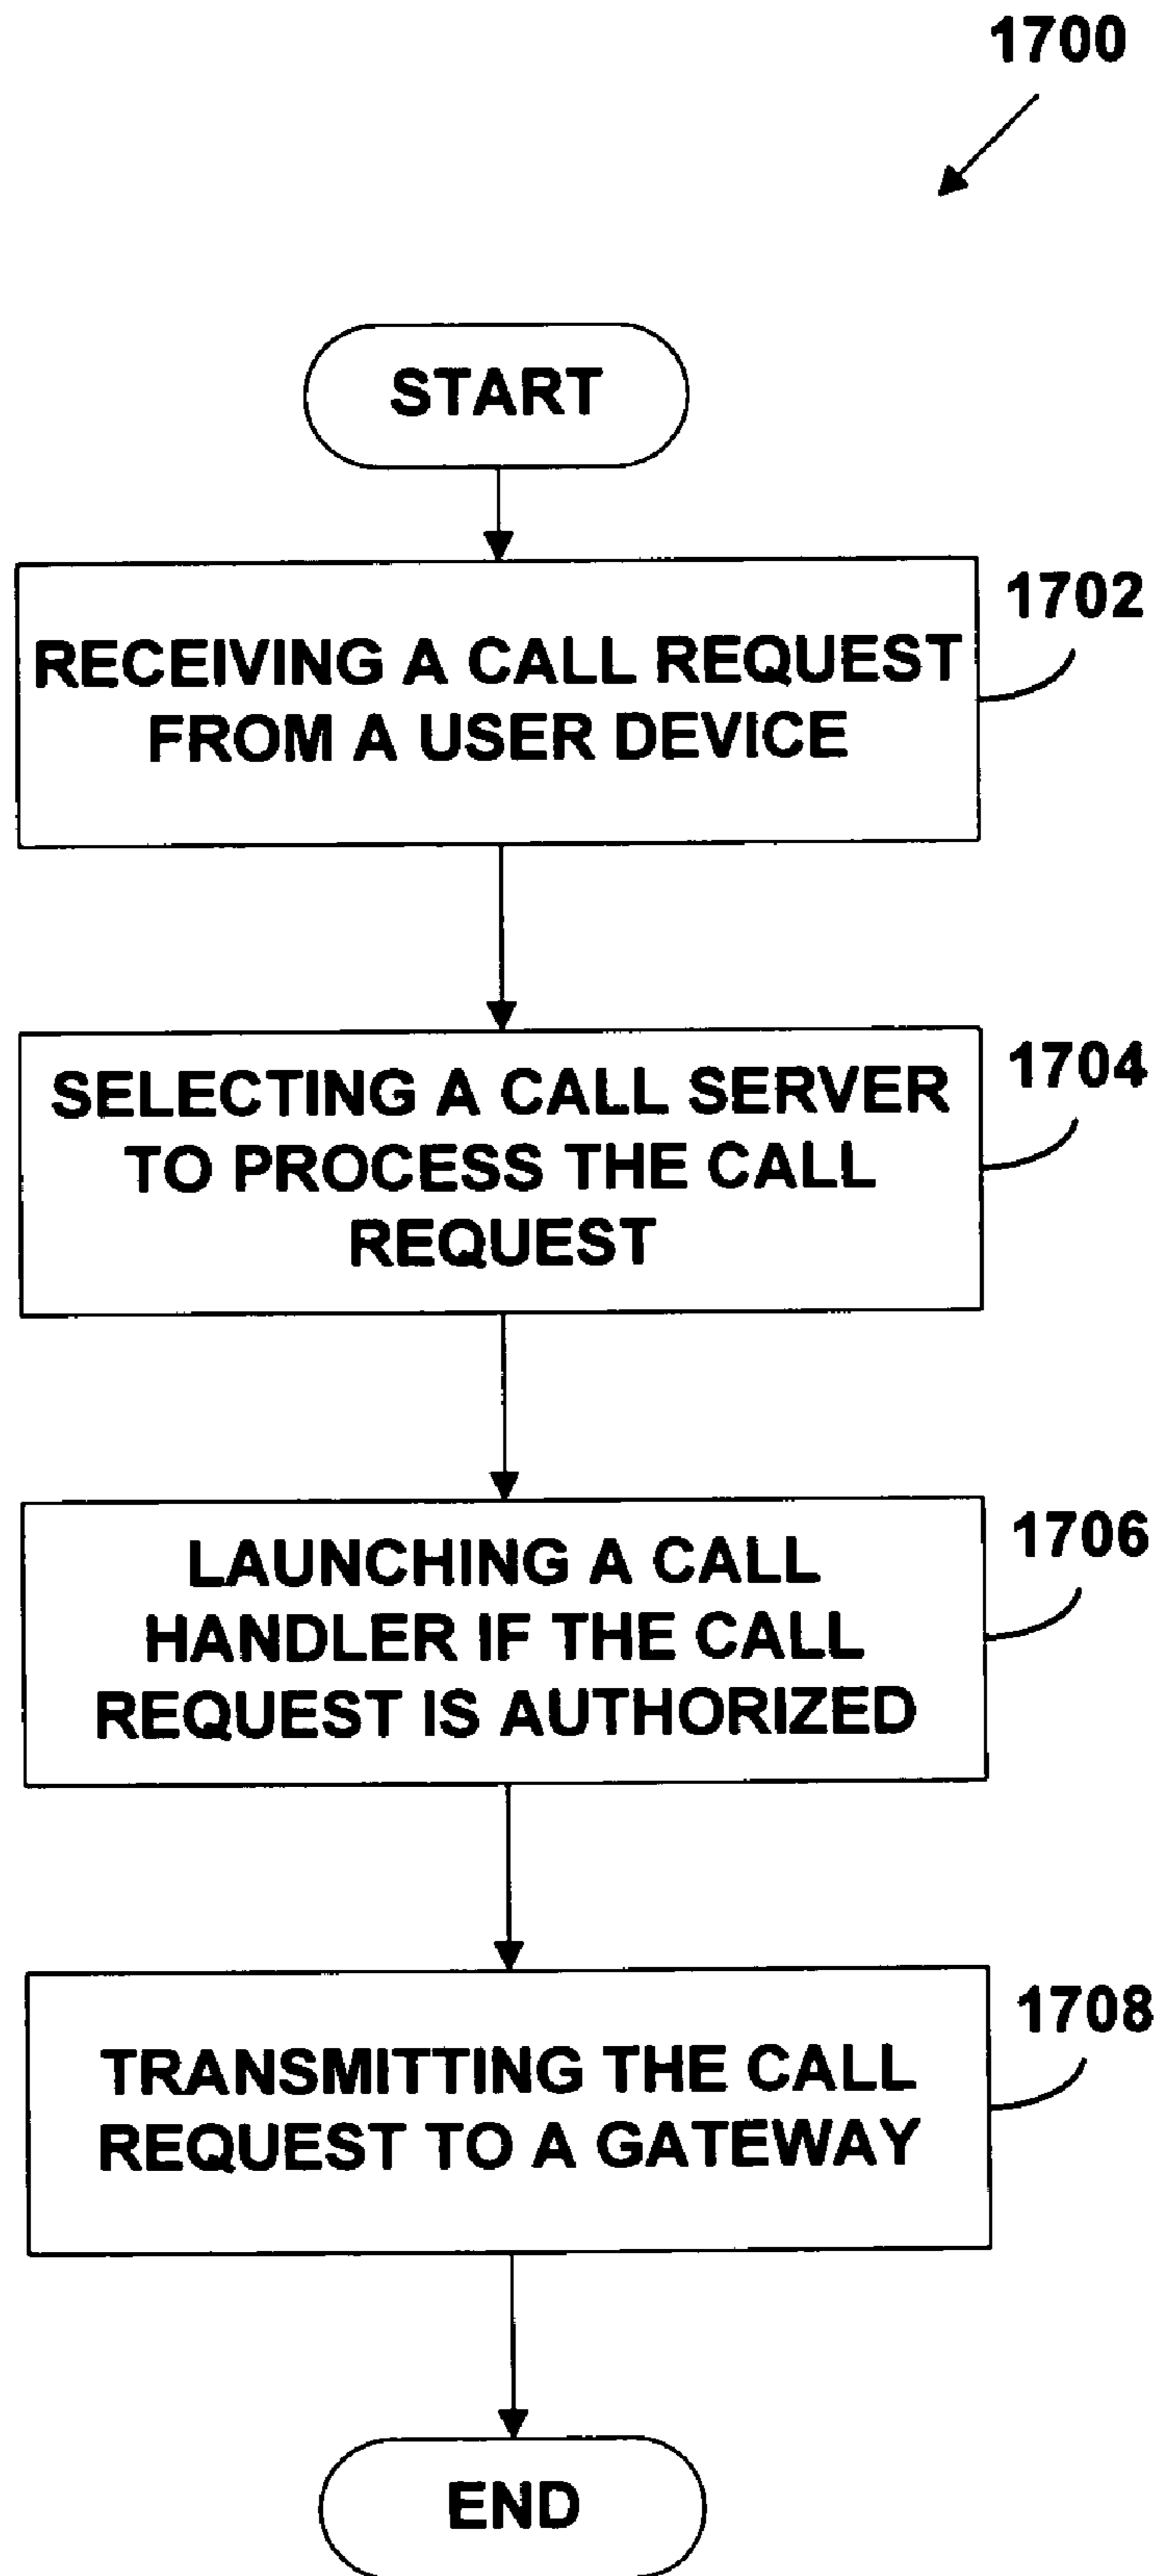 1700
START
RECEIVING A CALL REQUEST
FROM A USER DEVICE
1702
SELECTING A CALL SERVER
TO PROCESS THE CALL
REQUEST
1704
LAUNCHING A CALL
HANDLER IF THE CALL
REQUEST IS AUTHORIZED
1706
TRANSMITTING THE CALL
REQUEST TO A GATEWAY
1708
END